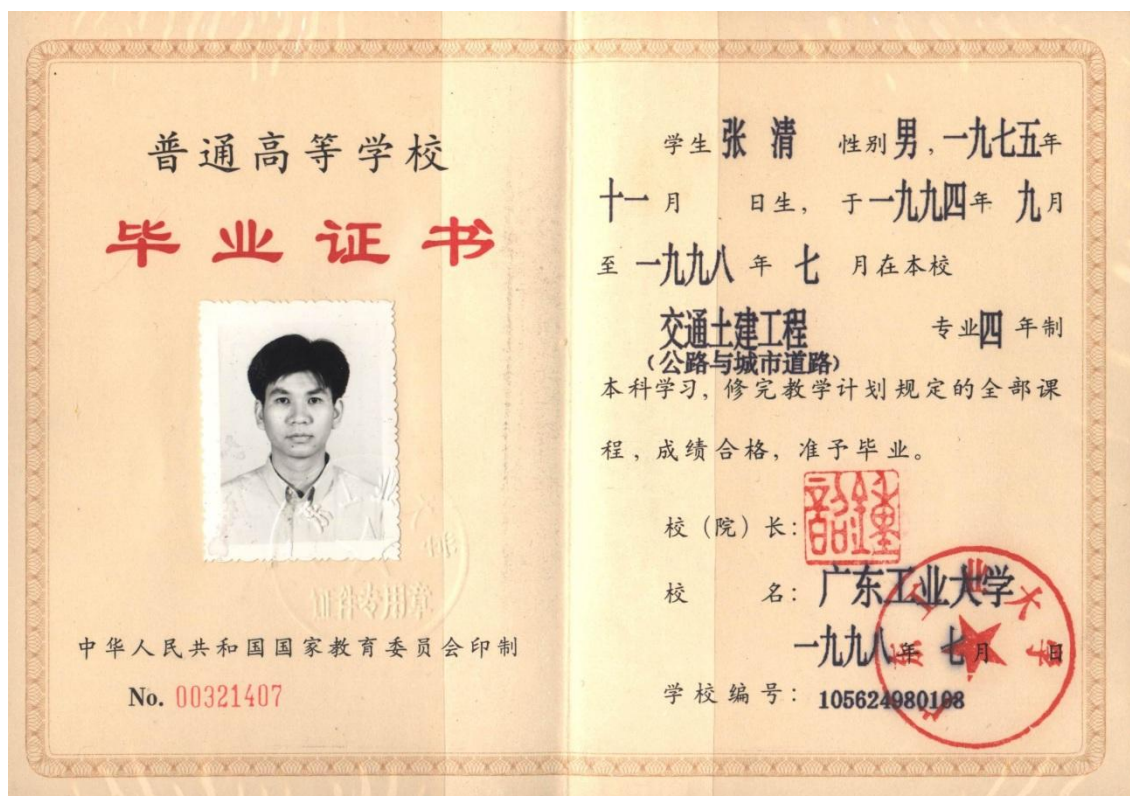 普通高等学校
毕业证书
证件专用章
中华人民共和国国家教育委员会印制
No. 00321407
学生 张 清 性别 男,一九七五年
十一月 日生, 于一九九四年 九月
至 一九九八 年 七 月在本校
交通土建工程 专业四 年制
(公路与城市道路)
本科学习, 修完教学计划规定的全部课
程, 成绩合格, 准予毕业。
校(院)长:
校 名: 广东工业大学
一九九八年 七月 日
学校编号: 105624980108
广东工业大学